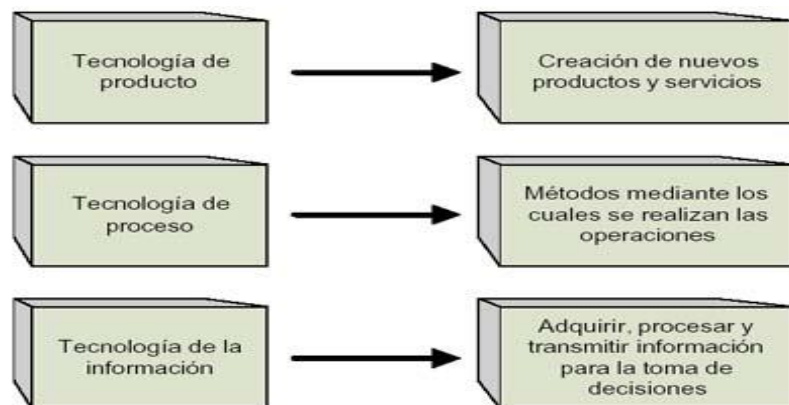 Tecnología de
producto
Creación de nuevos
productos y servicios
Tecnología de
proceso
Métodos mediante los
cuales se realizan las
operaciones
Tecnología de la
información
Adquirir, procesar y
transmitir información
para la toma de
decisiones